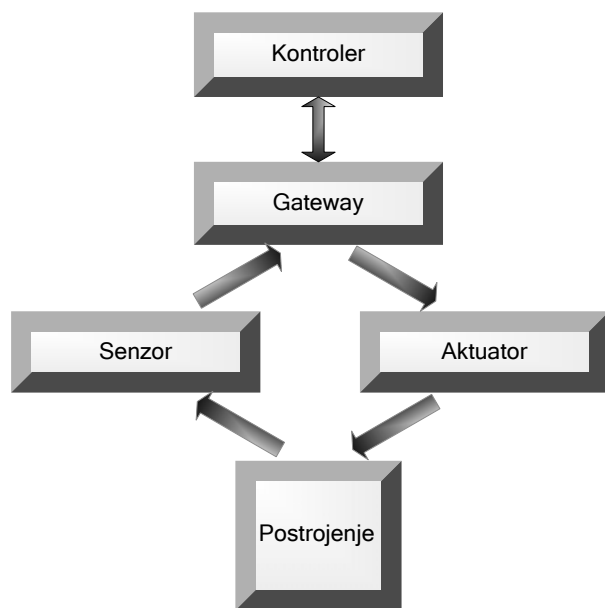 Kontroler
Gateway
Senzor
Aktuator
Postrojenje